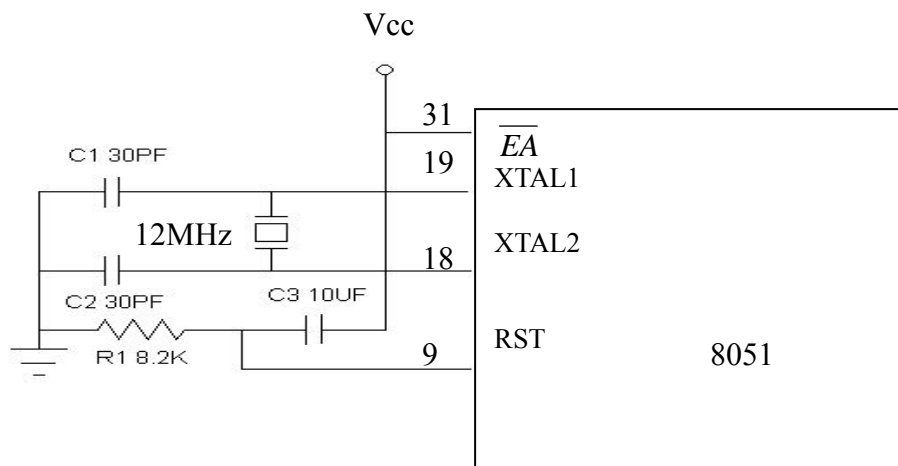 Vcc
31
EA
C1 30PF
19
XTAL1
12MHz
XTAL2
18
C2 30PF
C3 10UF
RST
R1 8.2K
9
8051